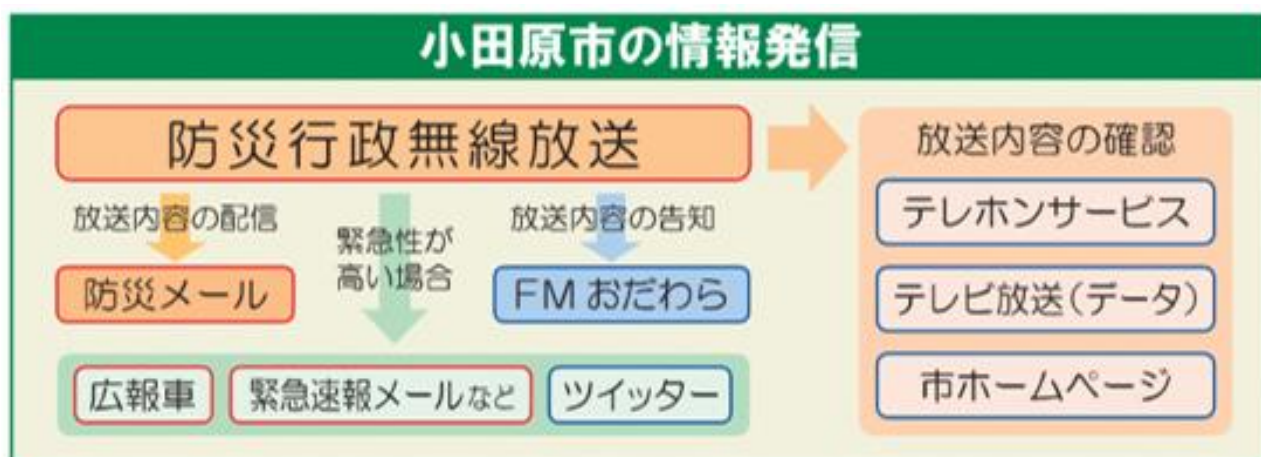 小田原市の情報発信
防災行政無線放送
放送内容の配信
防災メール
緊急性が
高い場合
放送内容の告知
FMおだわら
広報車
緊急速報メールなど
ツイッター
放送内容の確認
テレホンサービス
テレビ放送(データ)
市ホームページ